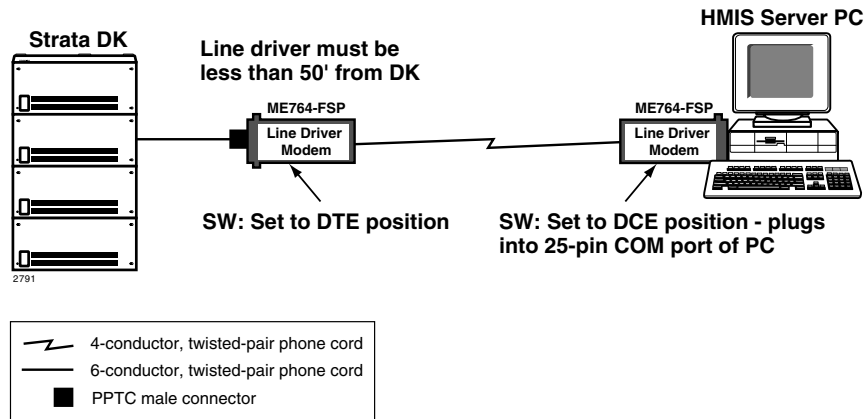 HMIS Server PC
Strata DK
Line driver must be
less than 50' from DK
ME764-FSP
Line Driver
Modem
ME764-FSP
Line Driver
Modem
SW: Set to DTE position
SW: Set to DCE position - plugs
into 25-pin COM port of PC
2791
4-conductor, twisted-pair phone cord
6-conductor, twisted-pair phone cord
PPTC male connector